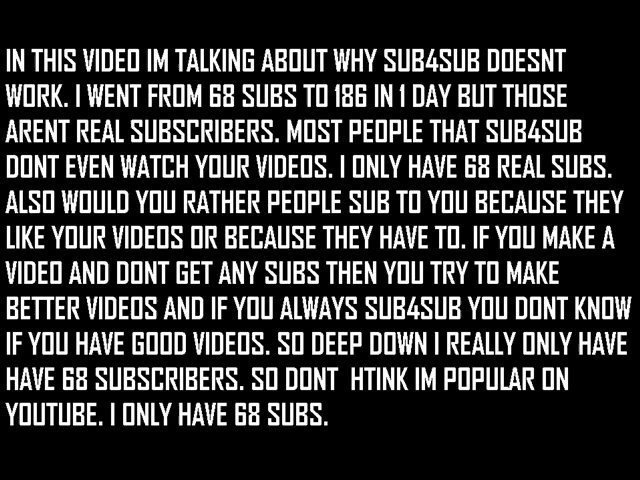 IN THIS VIDEO IM TALKING ABOUT WHY SUB4SUB DOESNT
WORK. I WENT FROM 68 SUBS TO 186 IN 1 DAY BUT THOSE
ARENT REAL SUBSCRIBERS. MOST PEOPLE THAT SUB4SUB
DONT EVEN WATCH YOUR VIDEOS. I ONLY HAVE 68 REAL SUBS.
ALSO WOULD YOU RATHER PEOPLE SUB TO YOU BECAUSE THEY
LIKE YOUR VIDEOS OR BECAUSE THEY HAVE TO. IF YOU MAKE A
VIDEO AND DONT GET ANY SUBS THEN YOU TRY TO MAKE
BETTER VIDEOS AND IF YOU ALWAYS SUB4SUB YOU DONT KNOW
IF YOU HAVE GOOD VIDEOS. SO DEEP DOWN I REALLY ONLY HAVE
HAVE 68 SUBSCRIBERS. SO DONT  HTINK IM POPULAR ON
YOUTUBE. I ONLY HAVE 68 SUBS.